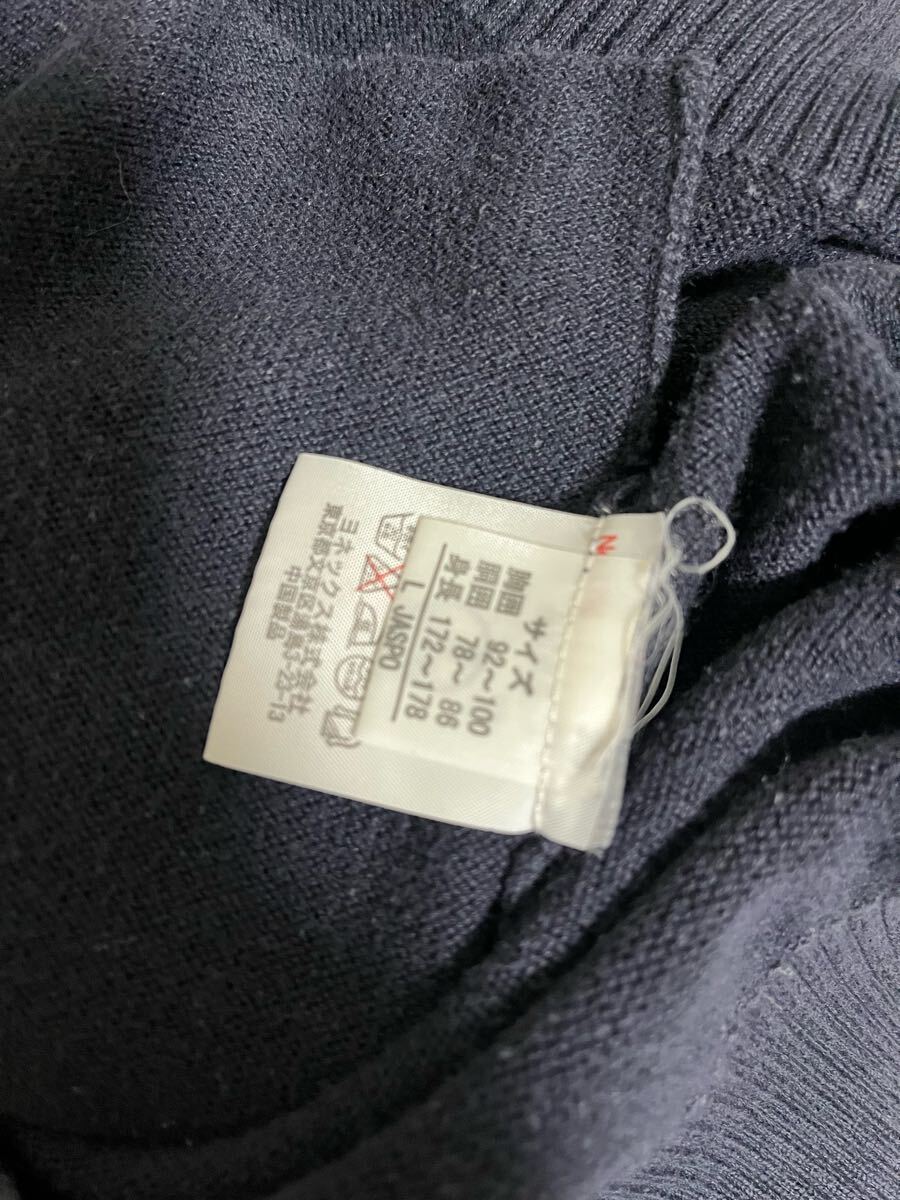 サイズ
胸囲 92～100
胴囲 78～ 86
身長 172～178
L JASPO
ヨネックス株式会社
東京都文京区湯島3-23-13
中国製品